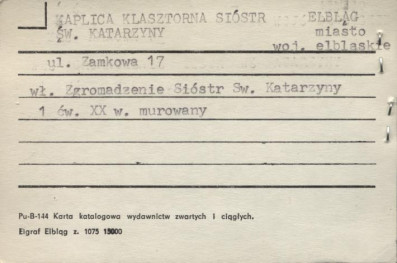 KAPLICA KLASZTORNA SIÓSTR ELBLĄG
ŚW. KATARZYNY miasto
woj. elbląskie
ul. Zamkowa 17
wł. Zgromadzenie Sióstr Św. Katarzyny
1 ćw. XX w. murowany
Pu-B-144 Karta katalogowa wydawnictw zwartych i ciągłych.
Eigraf Elbląg z. 1075 15000